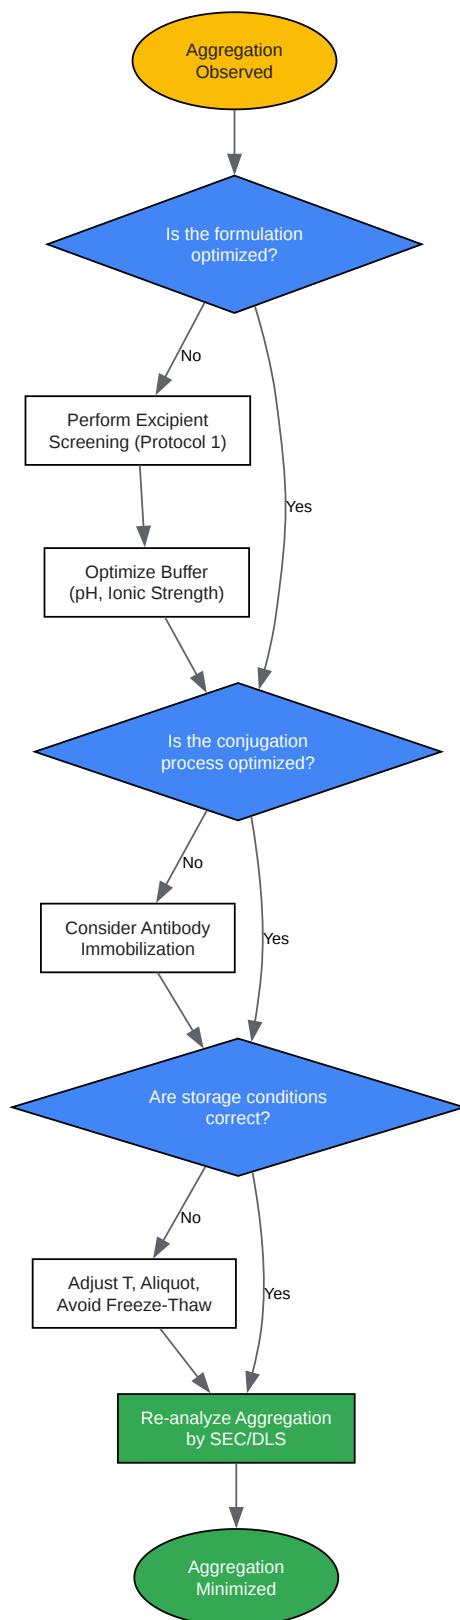 Aggregation
Observed
Is the formulation
optimized?
No
Perform Excipient
Screening (Protocol 1)
Yes
Optimize Buffer
(pH, Ionic Strength)
Is the conjugation
process optimized?
No
Consider Antibody
Immobilization
Yes
Are storage conditions
correct?
No
Adjust T, Aliquot,
Avoid Freeze-Thaw
Yes
Re-analyze Aggregation
by SEC/DLS
Aggregation
Minimized